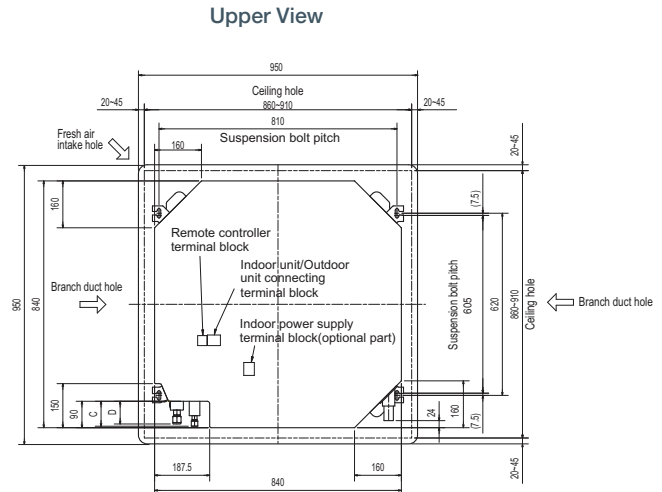 Upper View
950
Ceiling hole
20~45
860~910
20~45
810
Fresh air
intake hole
Suspension bolt pitch
160
20~45
160
(7.5)
Remote controller
terminal block
Indoor unit/Outdoor
unit connecting
terminal block
Branch duct hole
950
840
Suspension bolt pitch
605
620
860~910
Ceiling hole
Branch duct hole
Indoor power supply
terminal block(optional part)
150
90
C
D
24
160
(7.5)
187.5
160
20~45
840